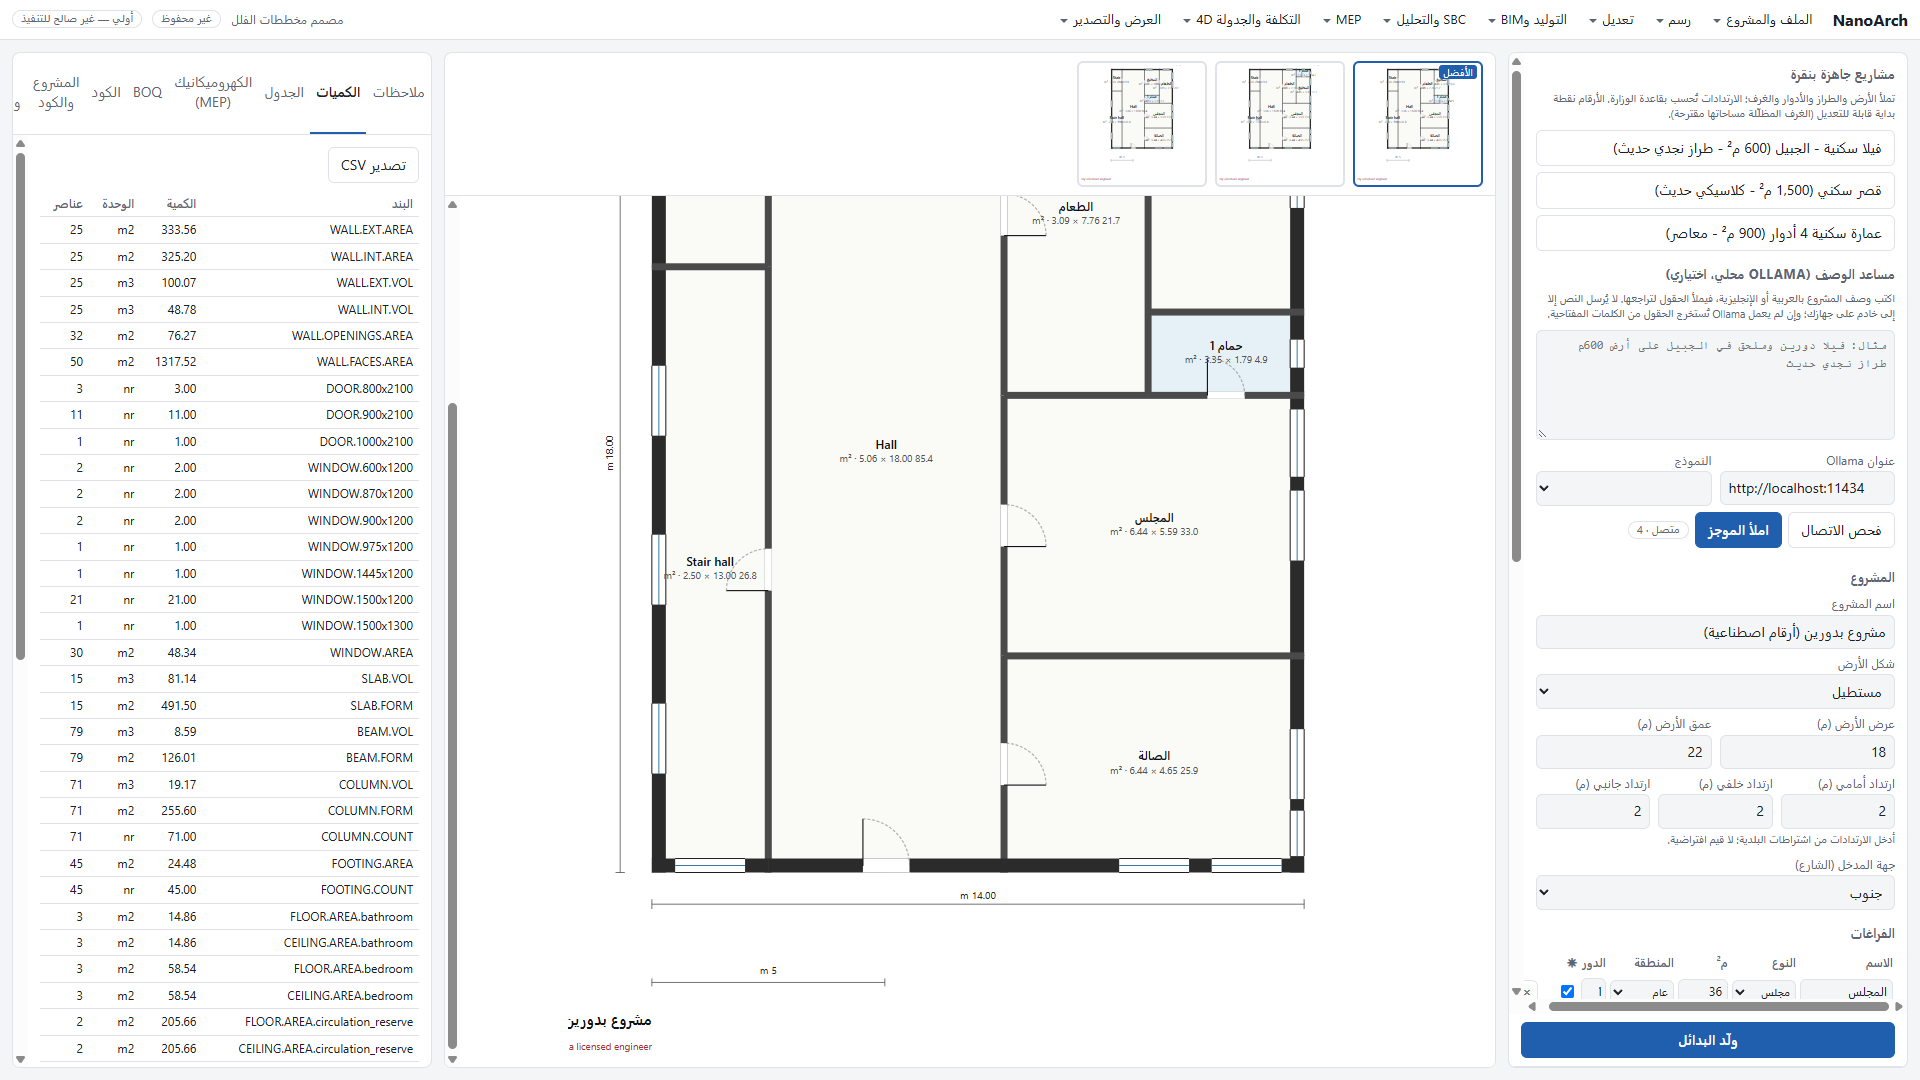 NanoArch
الملف والمشروع
رسم
تعديل
التوليد وBIM
SBC والتحليل
MEP
التكلفة والجدولة 4D
العرض والتصدير
مصمم مخططات الفلل
غير محفوظ
أولي — غير صالح للتنفيذ
مشاريع جاهزة بنقرة
تملأ الأرض والطراز والأدوار والغرف؛ الارتدادات تُحسب بقاعدة الوزارة. الأرقام نقطة
بداية قابلة للتعديل (الغرف المظلّلة مساحاتها مقترحة).
فيلا سكنية - الجبيل (600 م² - طراز نجدي حديث)
قصر سكني (1,500 م² - كلاسيكي حديث)
عمارة سكنية 4 أدوار (900 م² - معاصر)
مساعد الوصف (OLLAMA محلي، اختياري)
اكتب وصف المشروع بالعربية أو الإنجليزية، فيملأ الحقول لتراجعها. لا يُرسل النص إلا
إلى خادم على جهازك؛ وإن لم يعمل Ollama تُستخرج الحقول من الكلمات المفتاحية.
مثال: فيلا دورين وملحق في الجبيل على أرض 600م
طراز نجدي حديث
عنوان Ollama
النموذج
http://localhost:11434
فحص الاتصال
املأ الموجز
متصل · 4
المشروع
اسم المشروع
مشروع بدورين (أرقام اصطناعية)
شكل الأرض
مستطيل
عرض الأرض (م)
عمق الأرض (م)
18
22
ارتداد أمامي (م)
ارتداد خلفي (م)
ارتداد جانبي (م)
2
2
2
أدخل الارتدادات من اشتراطات البلدية؛ لا قيم افتراضية.
جهة المدخل (الشارع)
جنوب
الفراغات
الاسم
النوع
م²
المنطقة
الدور
✱
المجلس
مجلس
36
عام
1
×
ولّد البدائل
الأفضل
الطعام
m² · 3.09 × 7.76 21.7
حمام 1
m² · 3.35 × 1.79 4.9
Hall
m² · 5.06 × 18.00 85.4
المجلس
m² · 6.44 × 5.59 33.0
Stair hall
m² · 2.50 × 13.00 26.8
الصالة
m² · 6.44 × 4.65 25.9
m 18.00
m 14.00
m 5
مشروع بدورين
a licensed engineer
ملاحظات
الكميات
الجدول
الكهروميكانيك
(MEP)
BOQ
الكود
المشروع
والكود
و
تصدير CSV
البند الكمية الوحدة عناصر
WALL.EXT.AREA 333.56 m2 25
WALL.INT.AREA 325.20 m2 25
WALL.EXT.VOL 100.07 m3 25
WALL.INT.VOL 48.78 m3 25
WALL.OPENINGS.AREA 76.27 m2 32
WALL.FACES.AREA 1317.52 m2 50
DOOR.800x2100 3.00 nr 3
DOOR.900x2100 11.00 nr 11
DOOR.1000x2100 1.00 nr 1
WINDOW.600x1200 2.00 nr 2
WINDOW.870x1200 2.00 nr 2
WINDOW.900x1200 2.00 nr 2
WINDOW.975x1200 1.00 nr 1
WINDOW.1445x1200 1.00 nr 1
WINDOW.1500x1200 21.00 nr 21
WINDOW.1500x1300 1.00 nr 1
WINDOW.AREA 48.34 m2 30
SLAB.VOL 81.14 m3 15
SLAB.FORM 491.50 m2 15
BEAM.VOL 8.59 m3 79
BEAM.FORM 126.01 m2 79
COLUMN.VOL 19.17 m3 71
COLUMN.FORM 255.60 m2 71
COLUMN.COUNT 71.00 nr 71
FOOTING.AREA 24.48 m2 45
FOOTING.COUNT 45.00 nr 45
FLOOR.AREA.bathroom 14.86 m2 3
CEILING.AREA.bathroom 14.86 m2 3
FLOOR.AREA.bedroom 58.54 m2 3
CEILING.AREA.bedroom 58.54 m2 3
FLOOR.AREA.circulation_reserve 205.66 m2 2
CEILING.AREA.circulation_reserve 205.66 m2 2